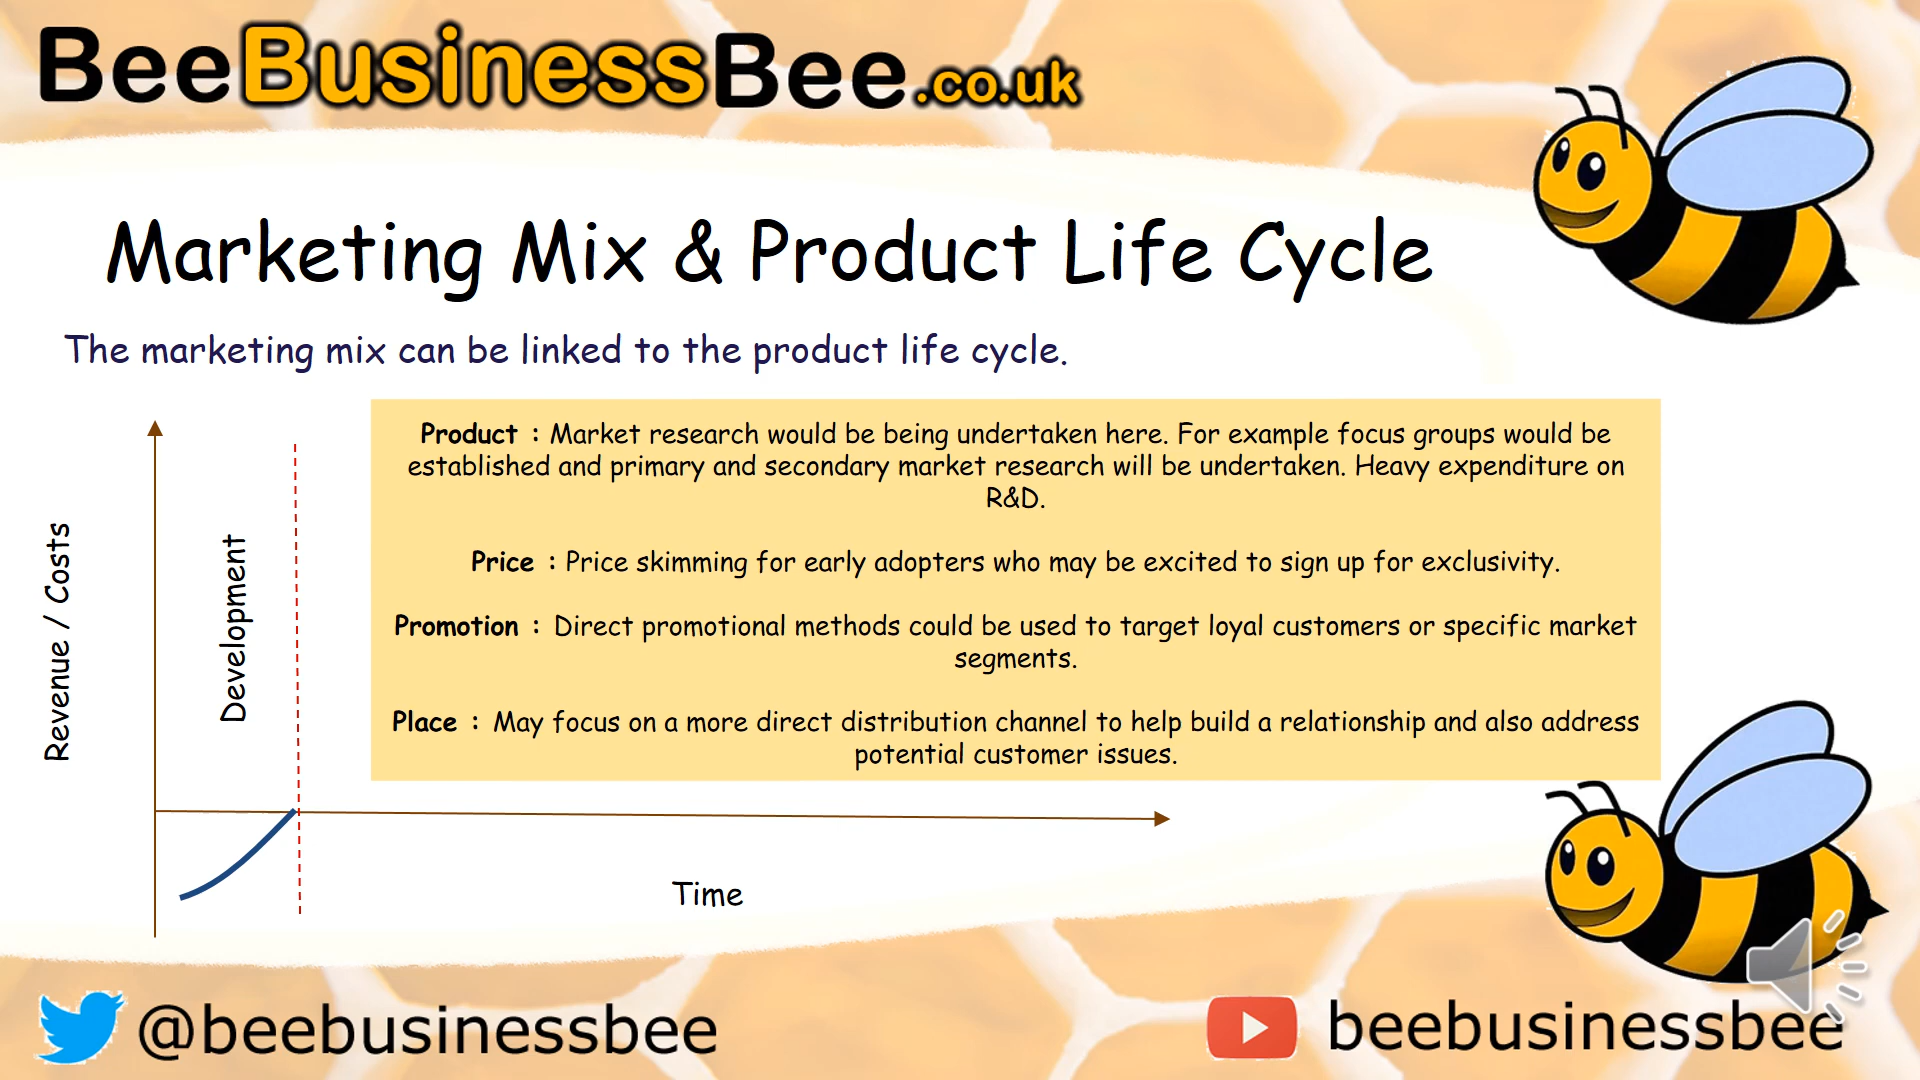 BeeBusinessBee.co.uk
Marketing Mix & Product Life Cycle
The marketing mix can be linked to the product life cycle.
Revenue / Costs
Development
Product : Market research would be being undertaken here. For example focus groups would be
established and primary and secondary market research will be undertaken. Heavy expenditure on
R&D.
Price : Price skimming for early adopters who may be excited to sign up for exclusivity.
Promotion : Direct promotional methods could be used to target loyal customers or specific market
segments.
Place : May focus on a more direct distribution channel to help build a relationship and also address
potential customer issues.
Time
@beebusinessbee
beebusinessbee